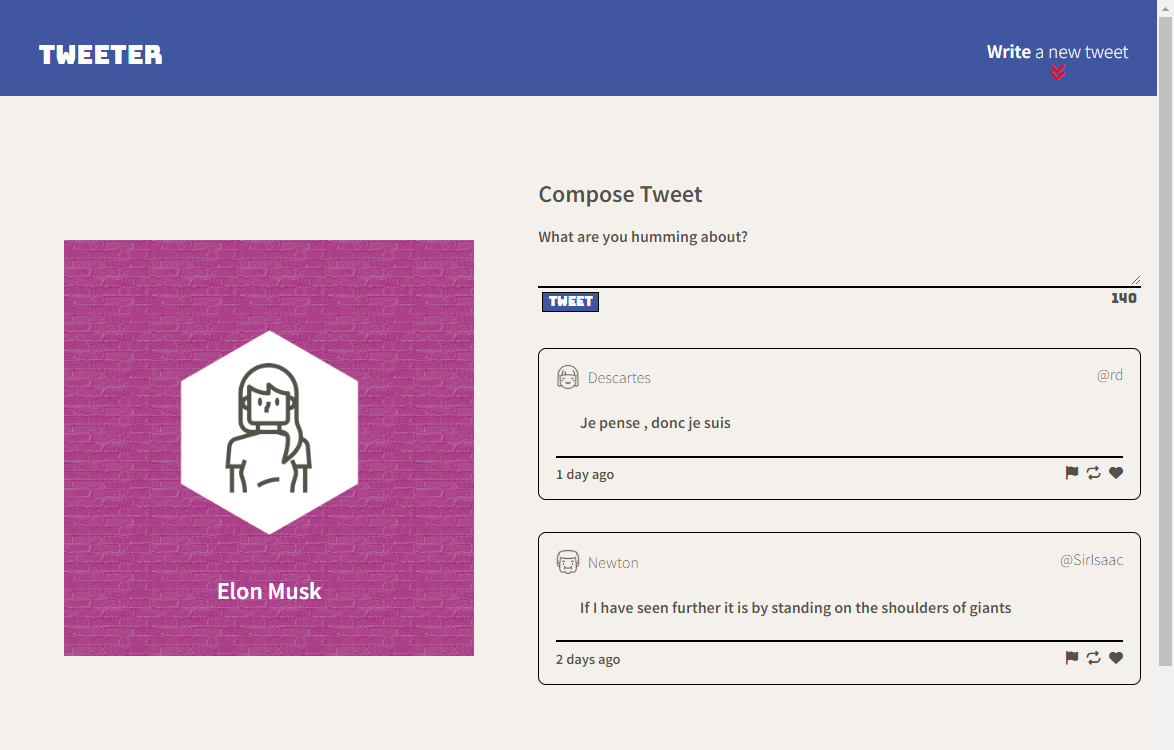 TWEETER
Write a new tweet
Compose Tweet
What are you humming about?
TWEET
140
Elon Musk
Descartes
@rd
Je pense , donc je suis
1 day ago
Newton
@SirIsaac
If I have seen further it is by standing on the shoulders of giants
2 days ago